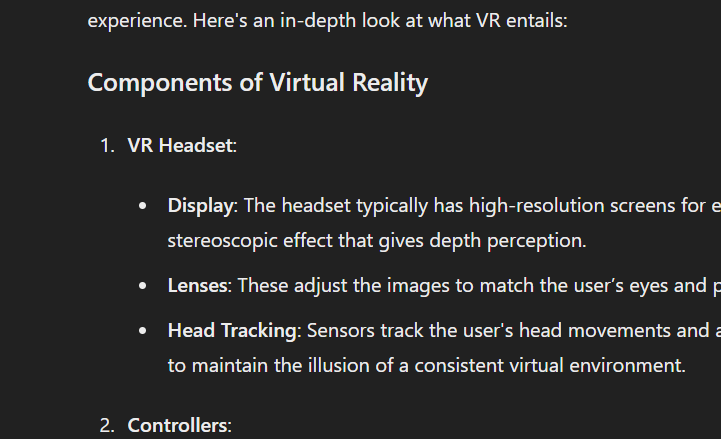 experience. Here's an in-depth look at what VR entails:
Components of Virtual Reality
1. VR Headset:
• Display: The headset typically has high-resolution screens for e
stereoscopic effect that gives depth perception.
• Lenses: These adjust the images to match the user’s eyes and p
• Head Tracking: Sensors track the user's head movements and a
to maintain the illusion of a consistent virtual environment.
2. Controllers: